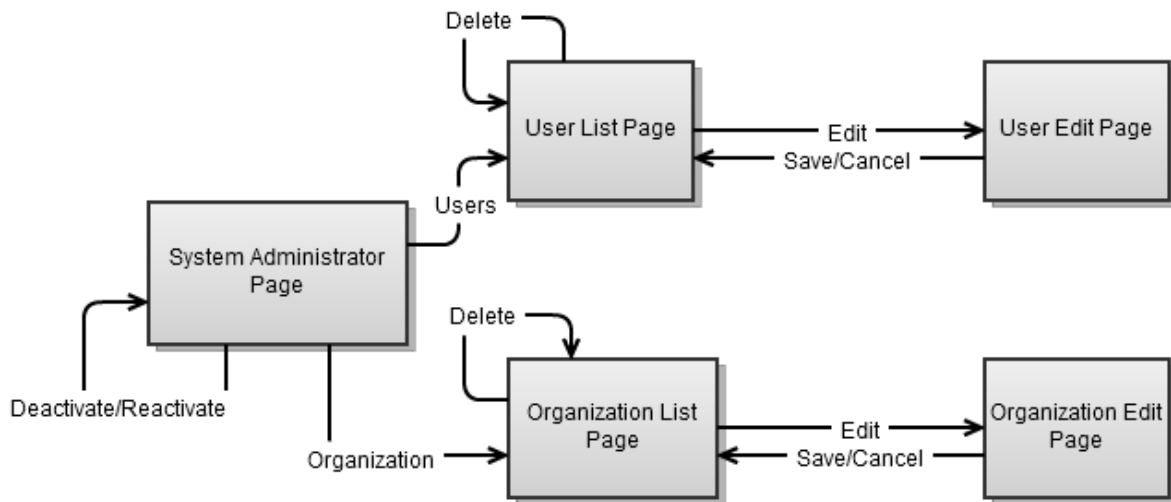 Delete
User List Page
User Edit Page
Edit
Save/Cancel
Users
System Administrator
Page
Delete
Deactivate/Reactivate
Organization List
Page
Organization Edit
Page
Edit
Save/Cancel
Organization